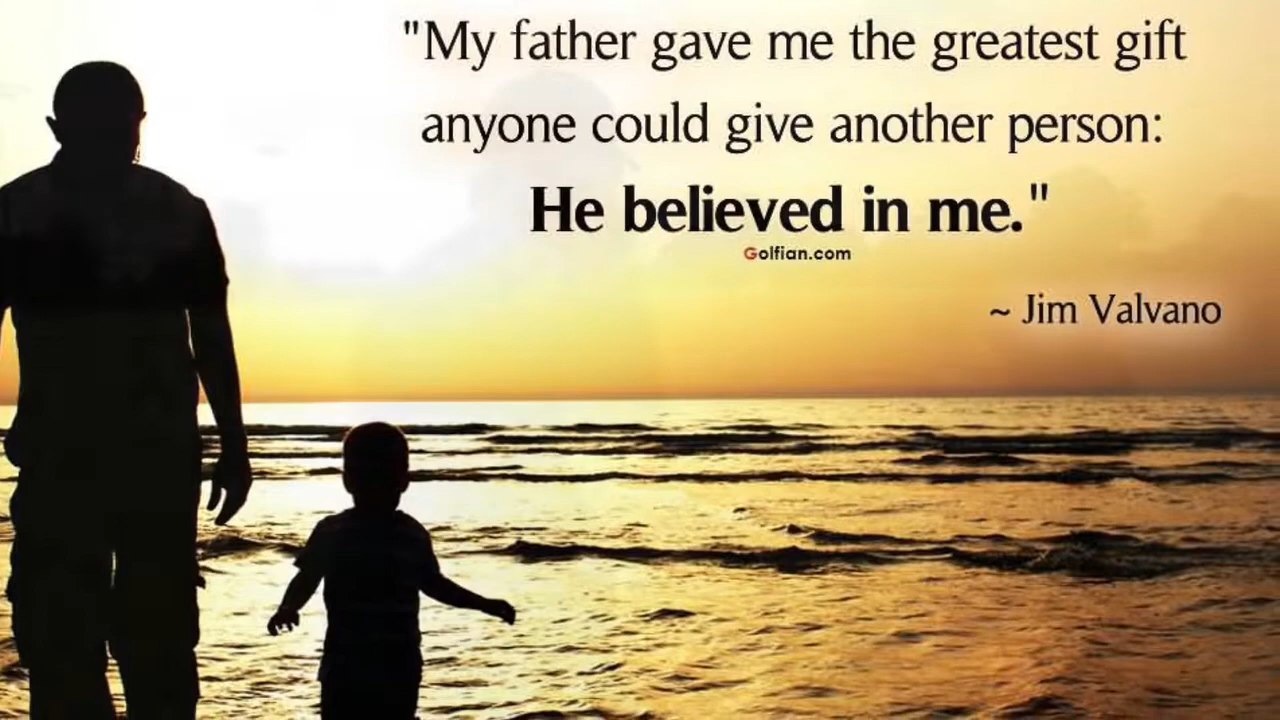 "My father gave me the greatest gift
anyone could give another person:
He believed in me."
Golfian.com
~ Jim Valvano